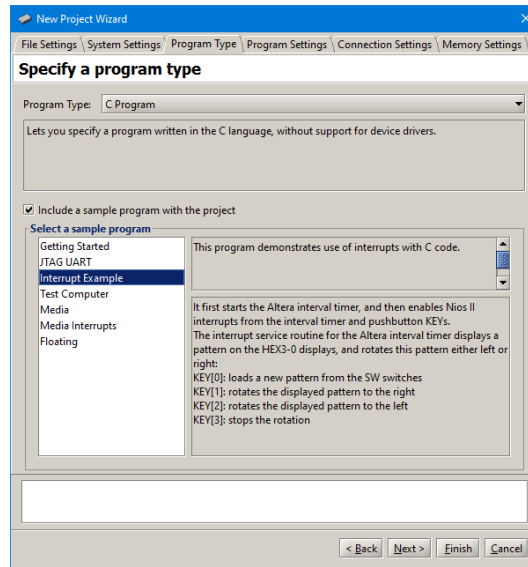 New Project Wizard
File Settings System Settings Program Type Program Settings Connection Settings Memory Settings
Specify a program type
Program Type: C Program
Lets you specify a program written in the C language, without support for device drivers.
Include a sample program with the project
Select a sample program
Getting Started
JTAG UART
Interrupt Example
Test Computer
Media
Media Interrupts
Floating
This program demonstrates use of interrupts with C code.
It first starts the Altera interval timer, and then enables Nios II
interrupts from the interval timer and pushbutton KEYs.
The interrupt service routine for the Altera interval timer displays a
pattern on the HEX3-0 displays, and rotates this pattern either left or
right:
KEY[0]: loads a new pattern from the SW switches
KEY[1]: rotates the displayed pattern to the right
KEY[2]: rotates the displayed pattern to the left
KEY[3]: stops the rotation
< Back Next > Finish Cancel